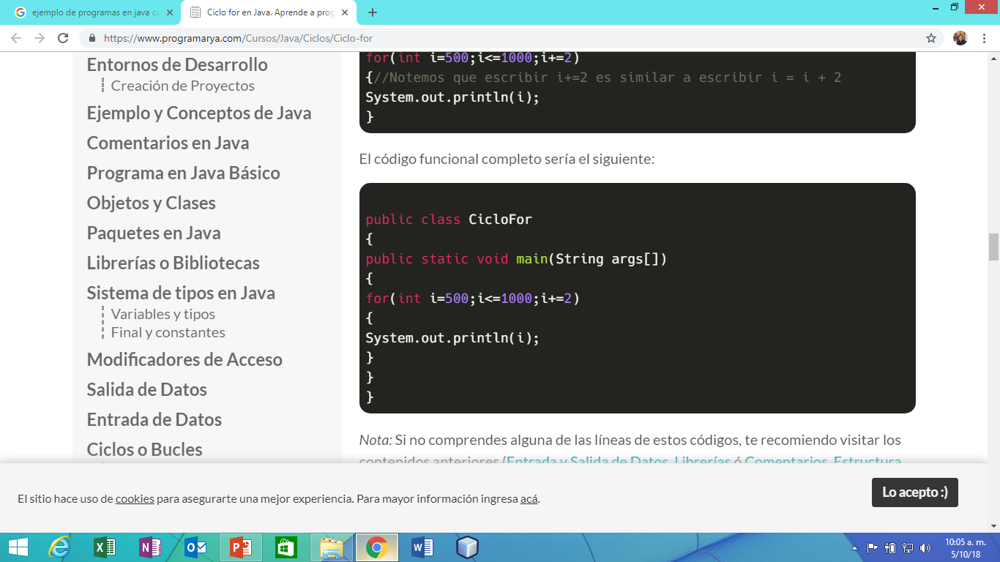 ejemplo de programas en java co
Ciclo for en Java. Aprende a prog
https://www.programarya.com/Cursos/Java/Ciclos/Ciclo-for
Entornos de Desarrollo
Creación de Proyectos
Ejemplo y Conceptos de Java
Comentarios en Java
Programa en Java Básico
Objetos y Clases
Paquetes en Java
Librerías o Bibliotecas
Sistema de tipos en Java
Variables y tipos
Final y constantes
Modificadores de Acceso
Salida de Datos
Entrada de Datos
Ciclos o Bucles
for(int i=500;i<=1000;i+=2)
{//Notemos que escribir i+=2 es similar a escribir i = i + 2
System.out.println(i);
}
El código funcional completo sería el siguiente:
public class CicloFor
{
public static void main(String args[])
{
for(int i=500;i<=1000;i+=2)
{
System.out.println(i);
}
}
}
Nota: Si no comprendes alguna de las líneas de estos códigos, te recomiendo visitar los
contenidos anteriores (Entrada y Salida de Datos, Librerías ó Comentarios, Estructura
El sitio hace uso de cookies para asegurarte una mejor experiencia. Para mayor información ingresa acá.
Lo acepto :)
10:05 a. m.
5/10/18